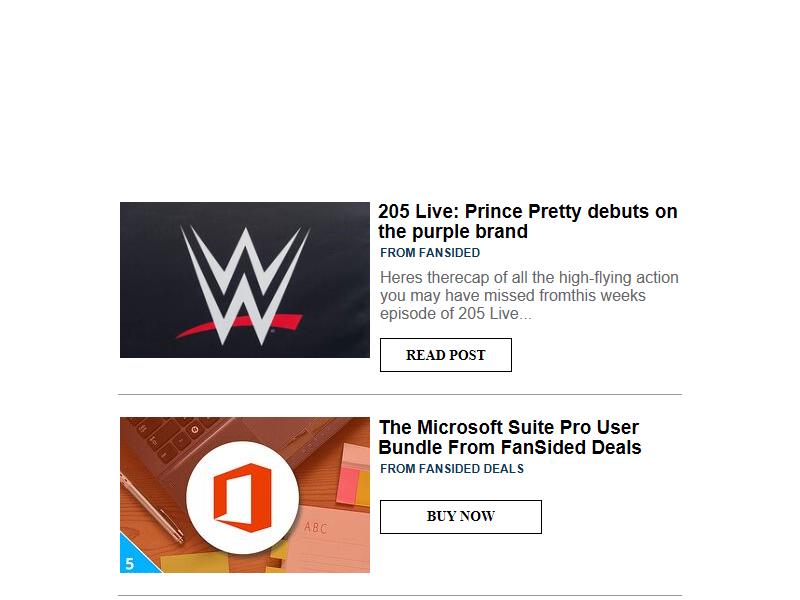 205 Live: Prince Pretty debuts on
the purple brand
FROM FANSIDED
Heres therecap of all the high-flying action
you may have missed fromthis weeks
episode of 205 Live...
READ POST
The Microsoft Suite Pro User
Bundle From FanSided Deals
FROM FANSIDED DEALS
BUY NOW
ABC
5